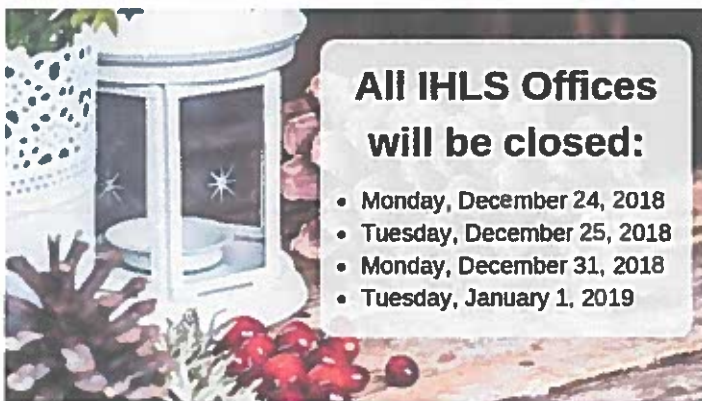 All IHLS Offices
will be closed:
• Monday, December 24, 2018
• Tuesday, December 25, 2018
• Monday, December 31, 2018
• Tuesday, January 1, 2019